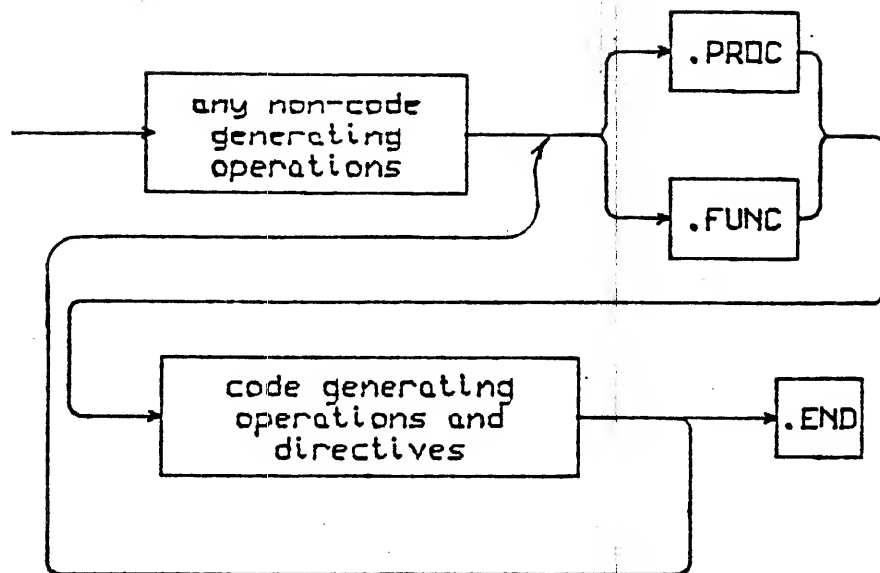 any non-code
generating
operations
.PROC
.FUNC
code generating
operations and
directives
.END